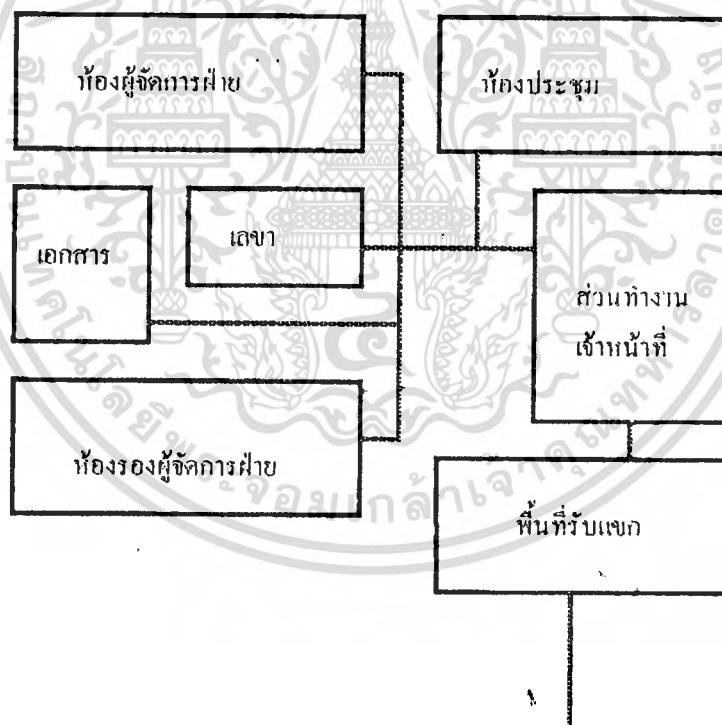 ห้องผู้จัดการฝ่าย
ห้องประชุม
เอกสาร
เลขา
ส่วนทำงาน
เจ้าหน้าที่
ห้องรองผู้จัดการฝ่าย
พื้นที่รับแขก